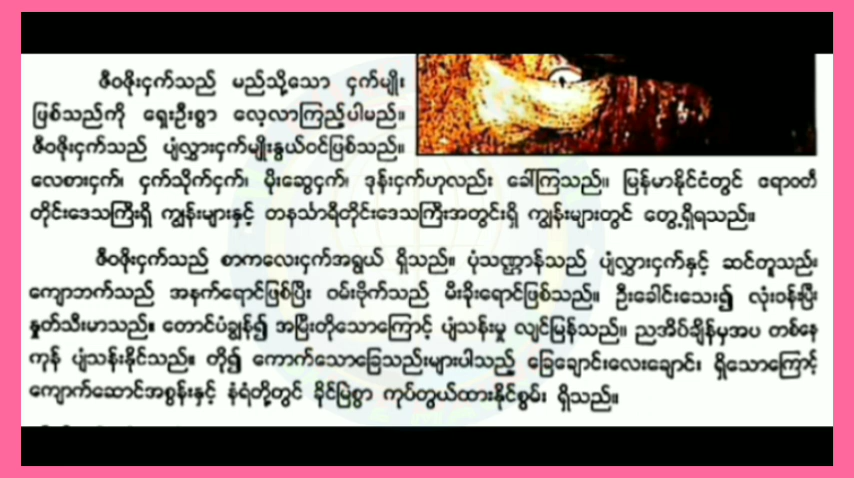 ဇီဝဇိုးငှက်သည် မည်သို့သော ငှက်မျိုး
ဖြစ်သည်ကို ရှေးဦးစွာ လေ့လာကြည့်ပါမည်။
ဇီဝဇိုးငှက်သည် ပျံလွှားငှက်မျိုးနွယ်ဝင်ဖြစ်သည်။
လေစားငှက်၊ ငှက်သိုက်ငှက်၊ မိုးဆွေငှက်၊ ဒုန်းငှက်ဟုလည်း ခေါ်ကြသည်။ မြန်မာနိုင်ငံတွင် ဧရာဝတီ
တိုင်းဒေသကြီးရှိ ကျွန်းများနှင့် တနင်္သာရီတိုင်းဒေသကြီးအတွင်းရှိ ကျွန်းများတွင် တွေ့ရှိရသည်။
ဇီဝဇိုးငှက်သည် စာကလေးငှက်အရွယ် ရှိသည်။ ပုံသဏ္ဌာန်သည် ပျံလွှားငှက်နှင့် ဆင်တူသည်း
ကျောဘက်သည် အနက်ရောင်ဖြစ်ပြီး ဝမ်းဗိုက်သည် မီးခိုးရောင်ဖြစ်သည်။ ဦးခေါင်းသေး၍ လုံးဝန်းပြီး
နှုတ်သီးမာသည်။ တောင်ပံချွန်၍ အမြီးတိုသောကြောင့် ပျံသန်းမှု လျင်မြန်သည်။ ညအိပ်ချိန်မှအပ တစ်နေ
ကုန် ပျံသန်းနိုင်သည်။ တို၍ ကောက်သောခြေသည်းများပါသည့် ခြေချောင်းလေးချောင်း ရှိသောကြောင့်
ကျောက်ဆောင်အစွန်းနှင့် နံရံတို့တွင် ခိုင်မြဲစွာ ကုပ်တွယ်ထားနိုင်စွမ်း ရှိသည်။